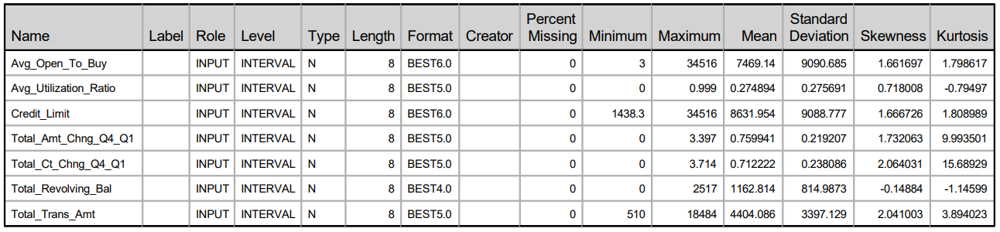 Name Label Role Level Type Length Format Creator Percent Missing Minimum Maximum Mean Standard Deviation Skewness Kurtosis
Avg_Open_To_Buy INPUT INTERVAL N 8 BEST6.0 0 3 34516 7469.14 9090.685 1.661697 1.798617
Avg_Utilization_Ratio INPUT INTERVAL N 8 BEST5.0 0 0 0.999 0.274894 0.275691 0.718008 -0.79497
Credit_Limit INPUT INTERVAL N 8 BEST6.0 0 1438.3 34516 8631.954 9088.777 1.666726 1.808989
Total_Amt_Chng_Q4_Q1 INPUT INTERVAL N 8 BEST5.0 0 0 3.397 0.759941 0.219207 1.732063 9.993501
Total_Ct_Chng_Q4_Q1 INPUT INTERVAL N 8 BEST5.0 0 0 3.714 0.712222 0.238086 2.064031 15.68929
Total_Revolving_Bal INPUT INTERVAL N 8 BEST4.0 0 0 2517 1162.814 814.9873 -0.14884 -1.14599
Total_Trans_Amt INPUT INTERVAL N 8 BEST5.0 0 510 18484 4404.086 3397.129 2.041003 3.894023